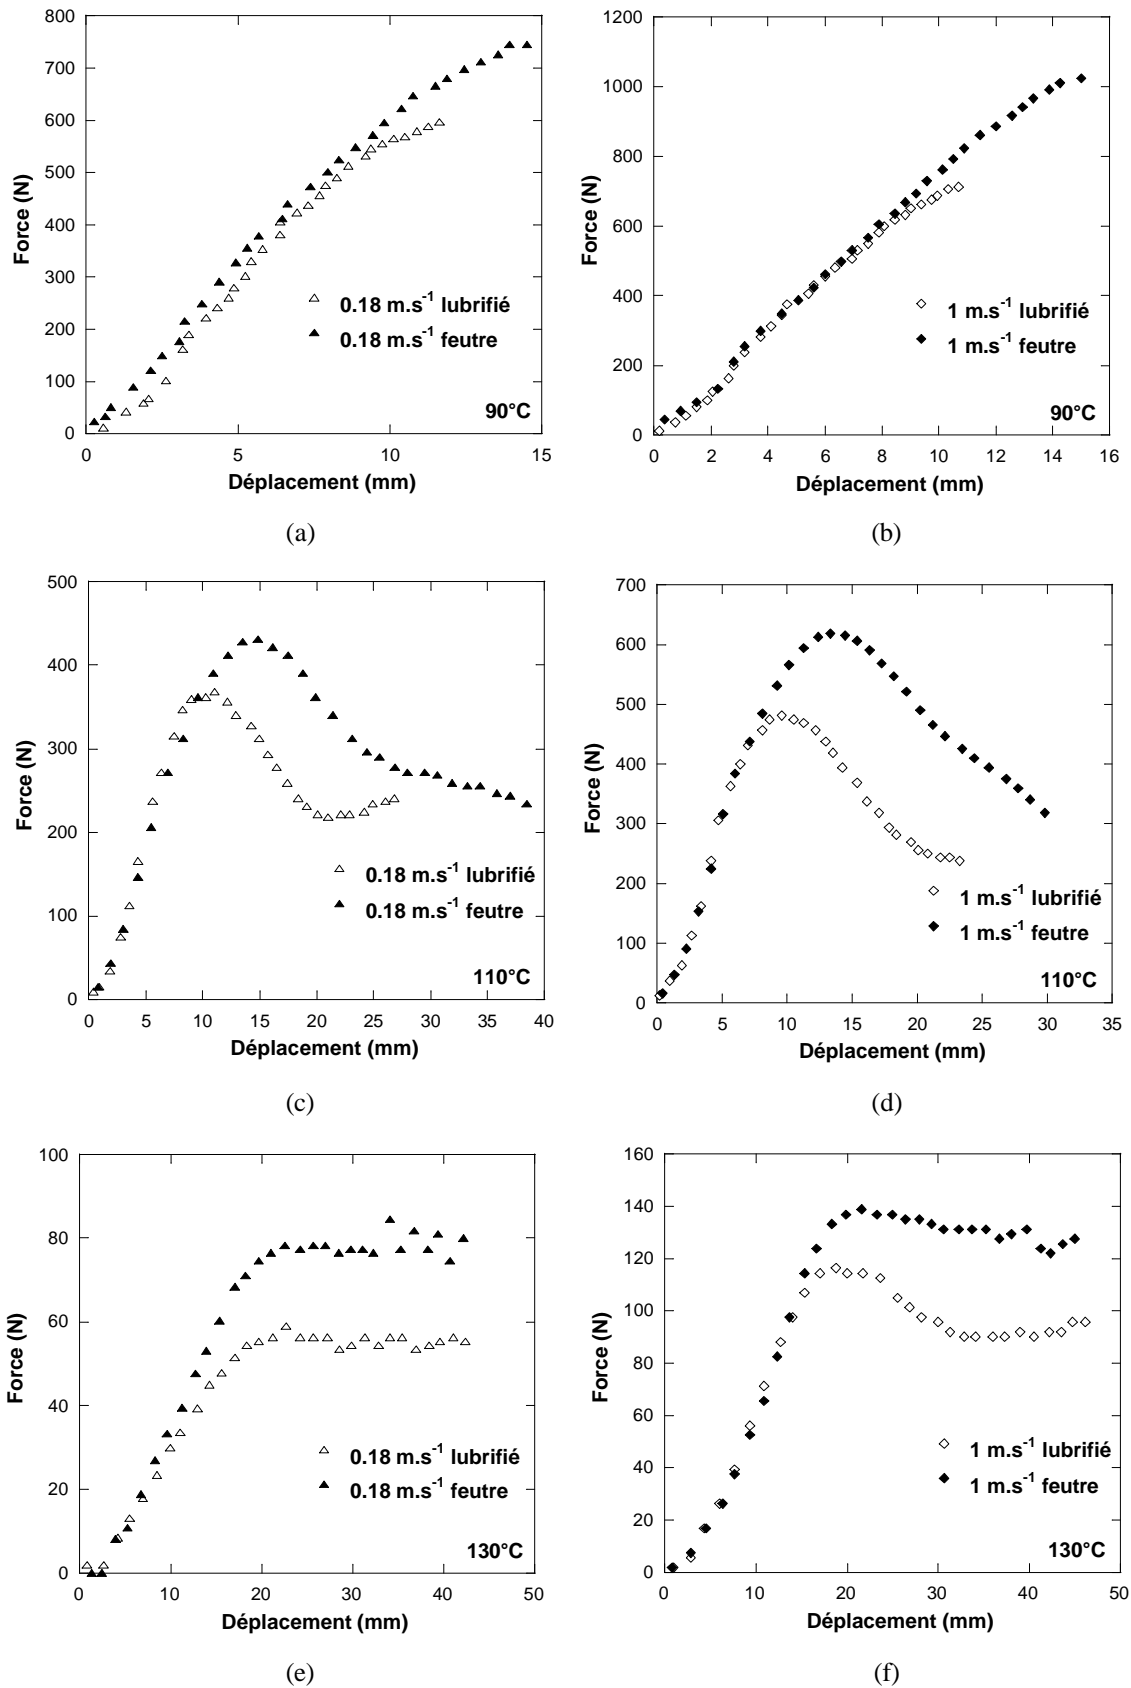 800
700
600
500
400
300
200
100
0
Force (N)
0 5 10 15
Déplacement (mm)
0.18 m.s-1 lubrifié
0.18 m.s-1 feutre
90°C
(a)
1200
1000
800
600
400
200
0
Force (N)
0 2 4 6 8 10 12 14 16
Déplacement (mm)
1 m.s-1 lubrifié
1 m.s-1 feutre
90°C
(b)
500
400
300
200
100
0
Force (N)
0 5 10 15 20 25 30 35 40
Déplacement (mm)
0.18 m.s-1 lubrifié
0.18 m.s-1 feutre
110°C
(c)
700
600
500
400
300
200
100
0
Force (N)
0 5 10 15 20 25 30 35
Déplacement (mm)
1 m.s-1 lubrifié
1 m.s-1 feutre
110°C
(d)
100
80
60
40
20
0
Force (N)
0 10 20 30 40 50
Déplacement (mm)
0.18 m.s-1 lubrifié
0.18 m.s-1 feutre
130°C
(e)
160
140
120
100
80
60
40
20
0
Force (N)
0 10 20 30 40 50
Déplacement (mm)
1 m.s-1 lubrifié
1 m.s-1 feutre
130°C
(f)